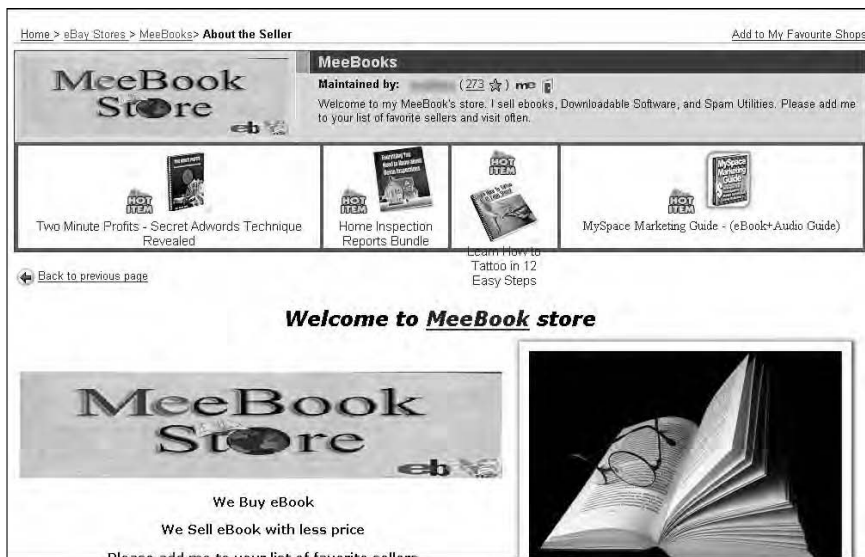 Home > eBay Stores > MeeBooks> About the Seller
Add to My Favourite Shops
MeeBook
Store
eb
MeeBooks
Maintained by: (273 ) me
Welcome to my MeeBook's store. I sell ebooks, Downloadable Software, and Spam Utilities. Please add me
to your list of favorite sellers and visit often.
HOT
ITEM
Two Minute Profits - Secret Adwords Technique
Revealed
HOT
ITEM
Home Inspection
Reports Bundle
HOT
ITEM
Learn How to
Tattoo in 12
Easy Steps
HOT
ITEM
MySpace
Marketing
Guide
MySpace Marketing Guide - (eBook+Audio Guide)
Back to previous page
Welcome to MeeBook store
MeeBook
Store
eb
We Buy eBook
We Sell eBook with less price
Please add me to your list of favorite sellers